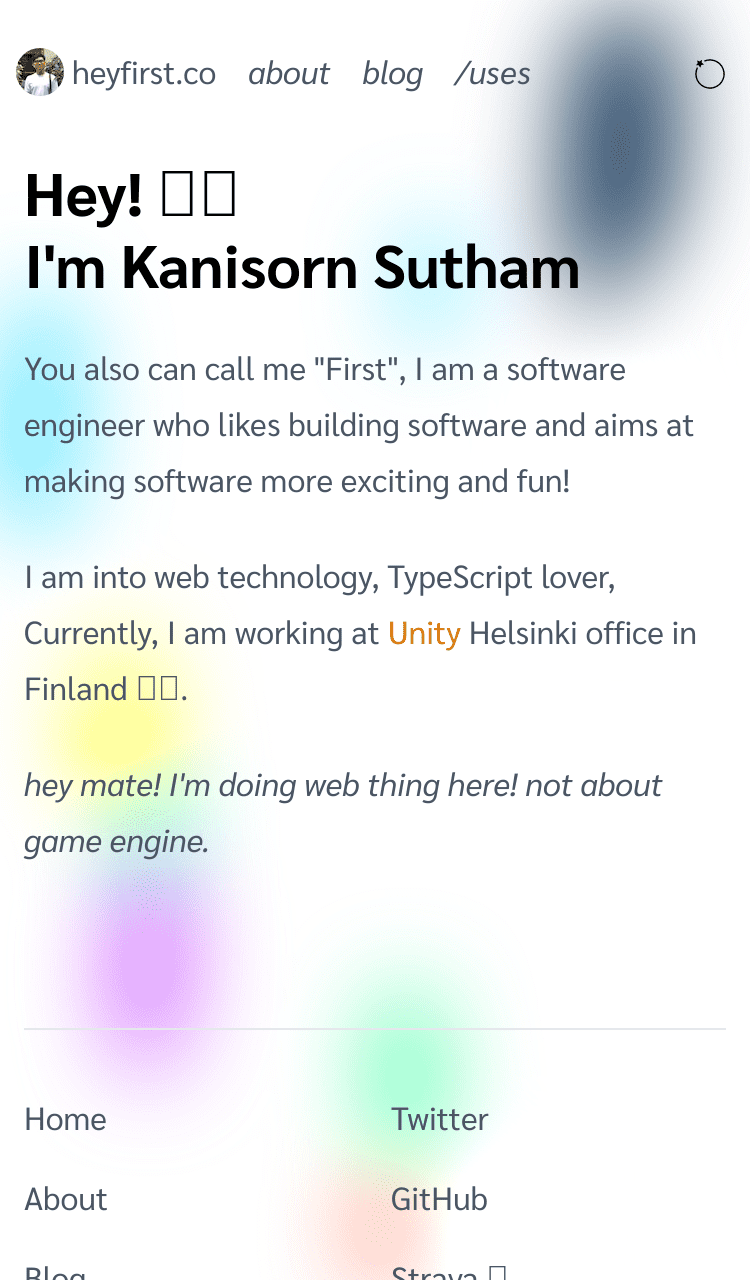 heyfirst.co about blog /uses
Hey!
I'm Kanisorn Sutham
You also can call me "First", I am a software
engineer who likes building software and aims at
making software more exciting and fun!
I am into web technology, TypeScript lover,
Currently, I am working at Unity Helsinki office in
Finland .
hey mate! I'm doing web thing here! not about
game engine.
Home Twitter
About GitHub
Blog Strava